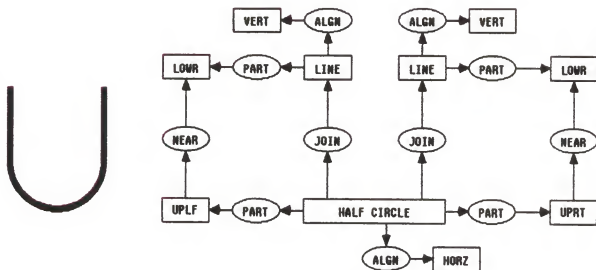 VERT ALGN ALGN VERT
LOWR PART LINE LINE PART LOWR
NEAR JOIN JOIN NEAR
UPLF PART HALF CIRCLE PART UPRT
ALGN HORZ